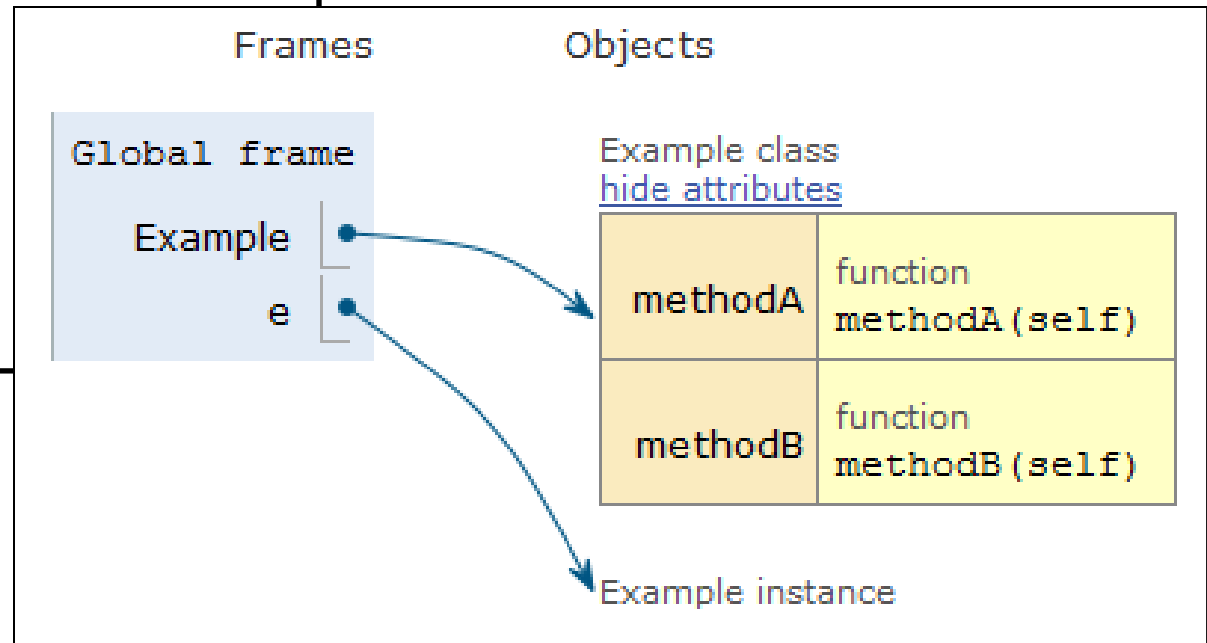 Frames Objects
Global frame
Example
e
Example class
hide attributes
methodA
function
methodA(self)
methodB
function
methodB(self)
Example instance